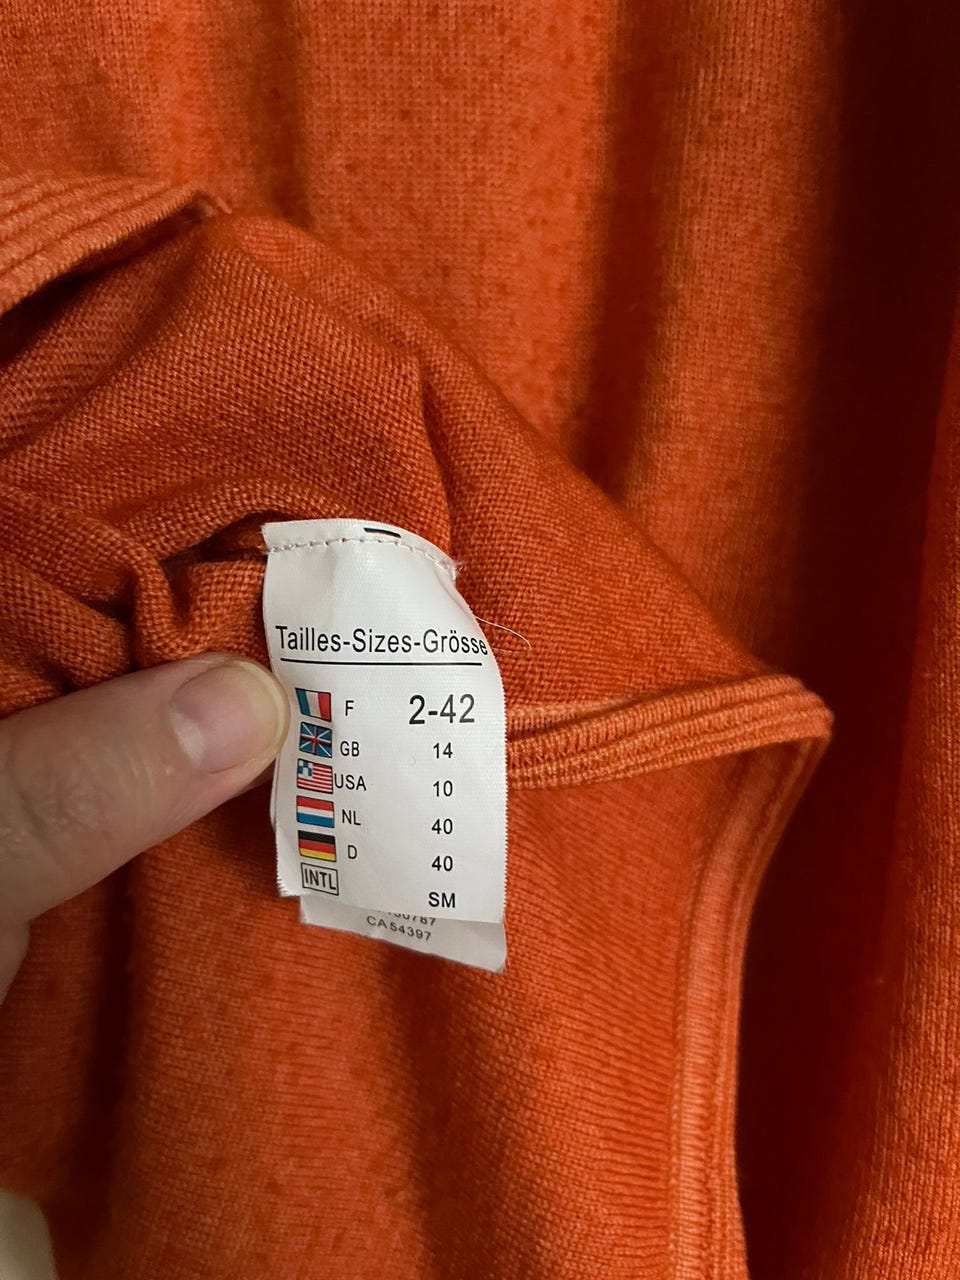 Tailles-Sizes-Grösse
F 2-42
GB 14
USA 10
NL 40
D 40
INTL SM
CA 54397